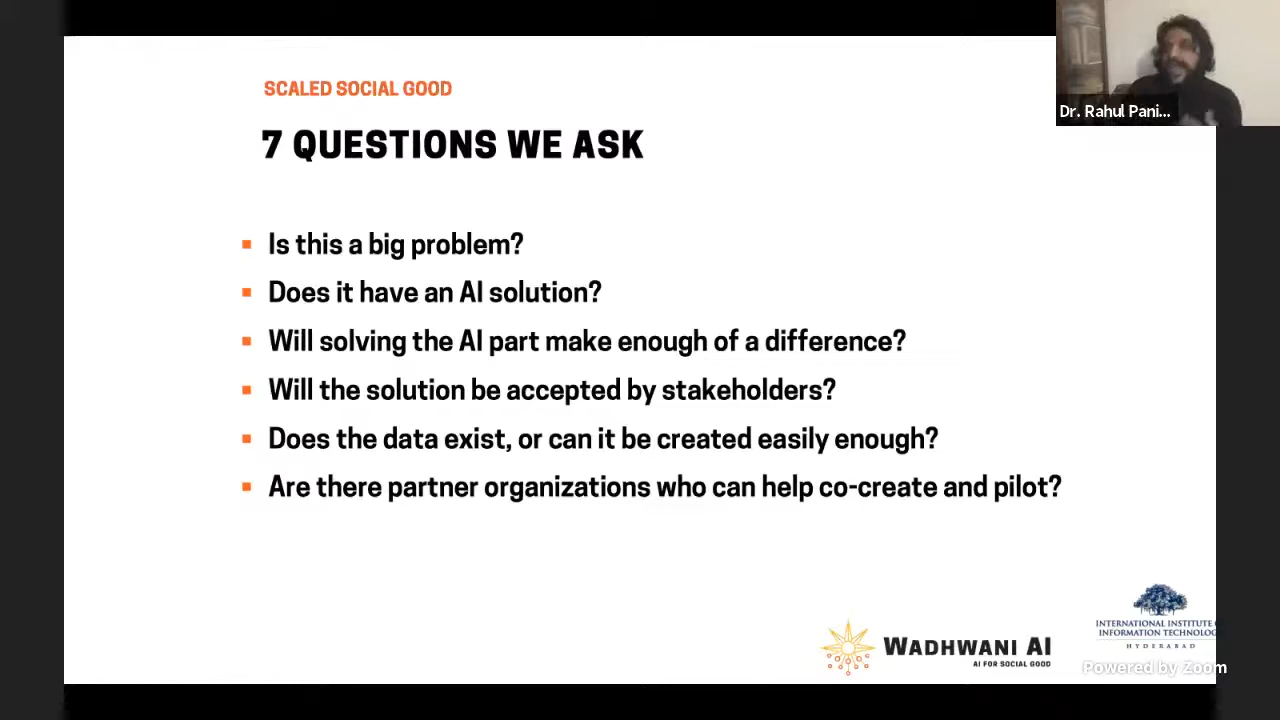 SCALED SOCIAL GOOD
7 QUESTIONS WE ASK
Is this a big problem?
Does it have an AI solution?
Will solving the AI part make enough of a difference?
Will the solution be accepted by stakeholders?
Does the data exist, or can it be created easily enough?
Are there partner organizations who can help co-create and pilot?
Dr. Rahul Pani...
WADHWANI AI
AI FOR SOCIAL GOOD
INTERNATIONAL INSTITUTE
INFORMATION TECHNOLO
HYDERABAD
Powered by Zoom